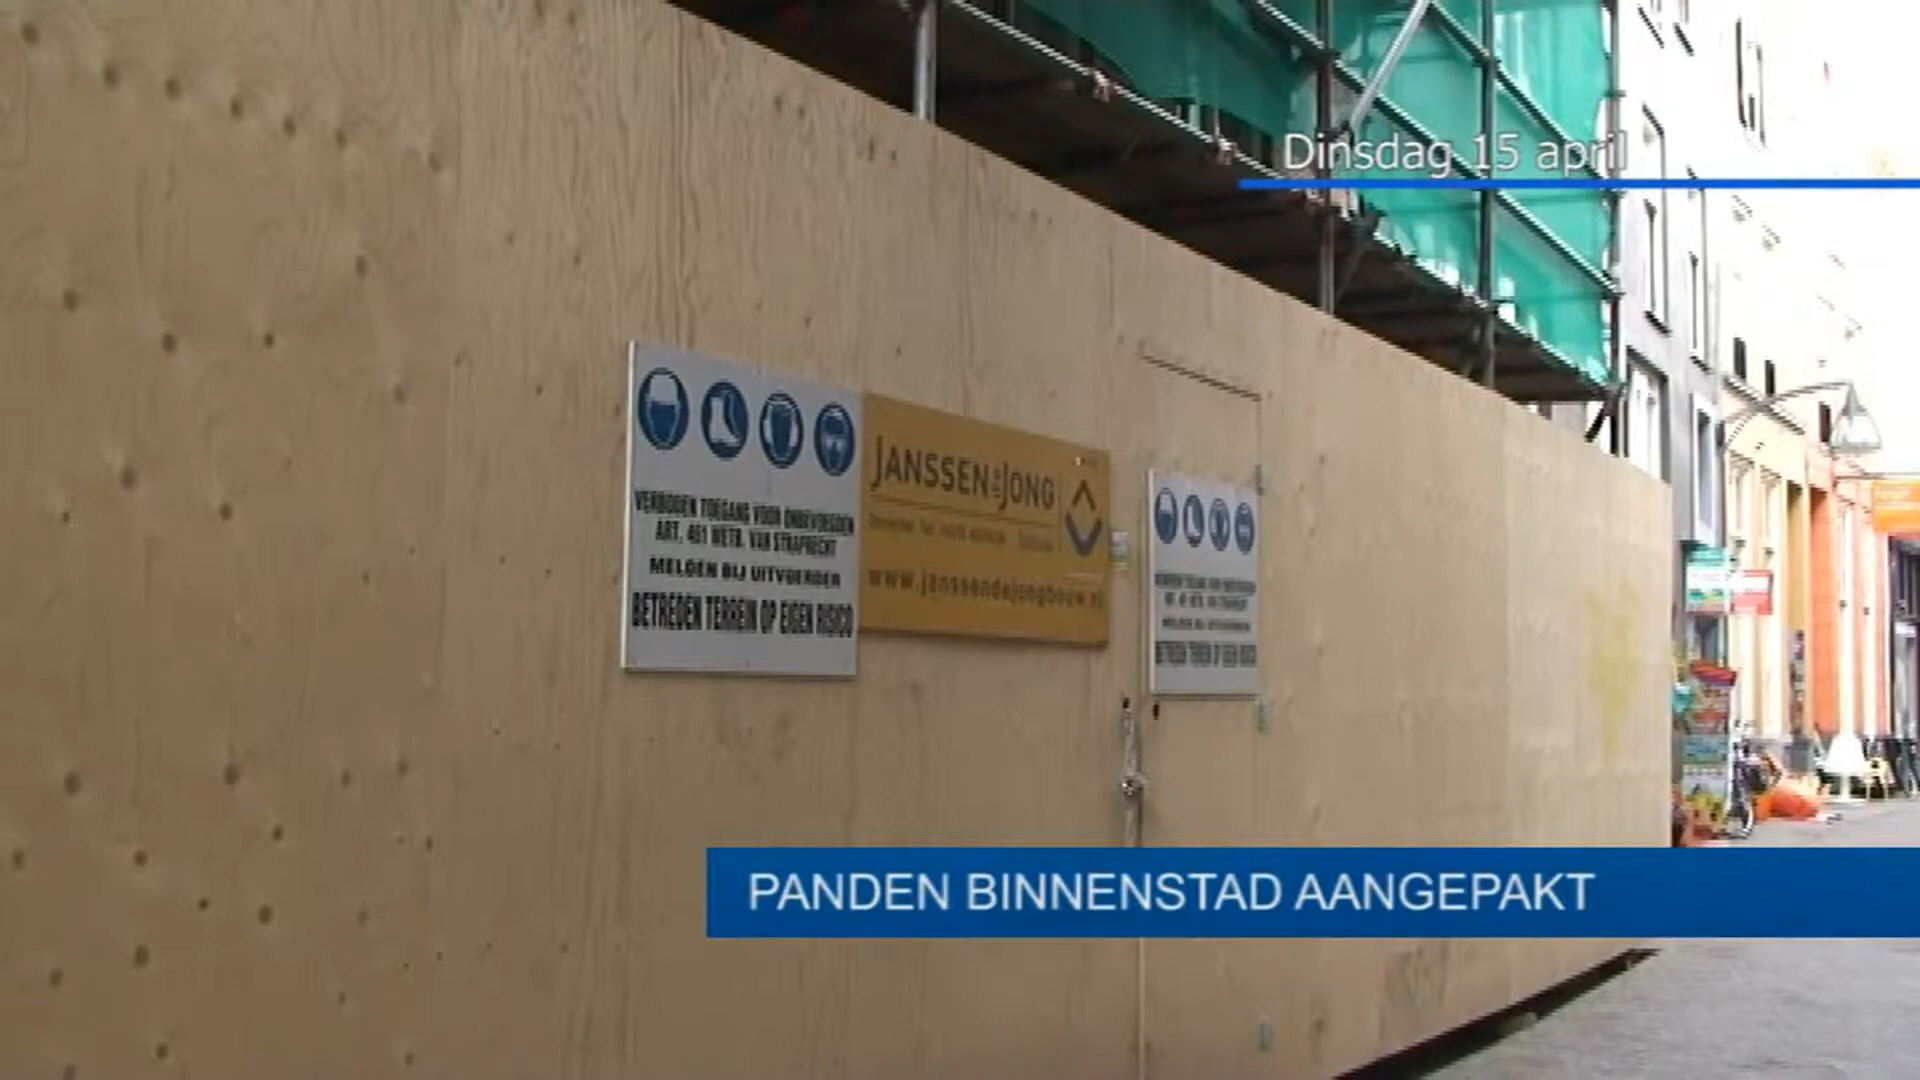 Dinsdag 15 april
VERBODEN TOEGANG VOOR ONBEVOEGDEN
ART. 461 WETB. VAN STRAFRECHT
MELDEN BIJ UITVOERDER
BETREDEN TERREIN OP EIGEN RISICO
JANSSEN DE JONG
www.janssendejongbouw.nl
BETREDEN TERREIN OP EIGEN RISICO
PANDEN BINNENSTAD AANGEPAKT